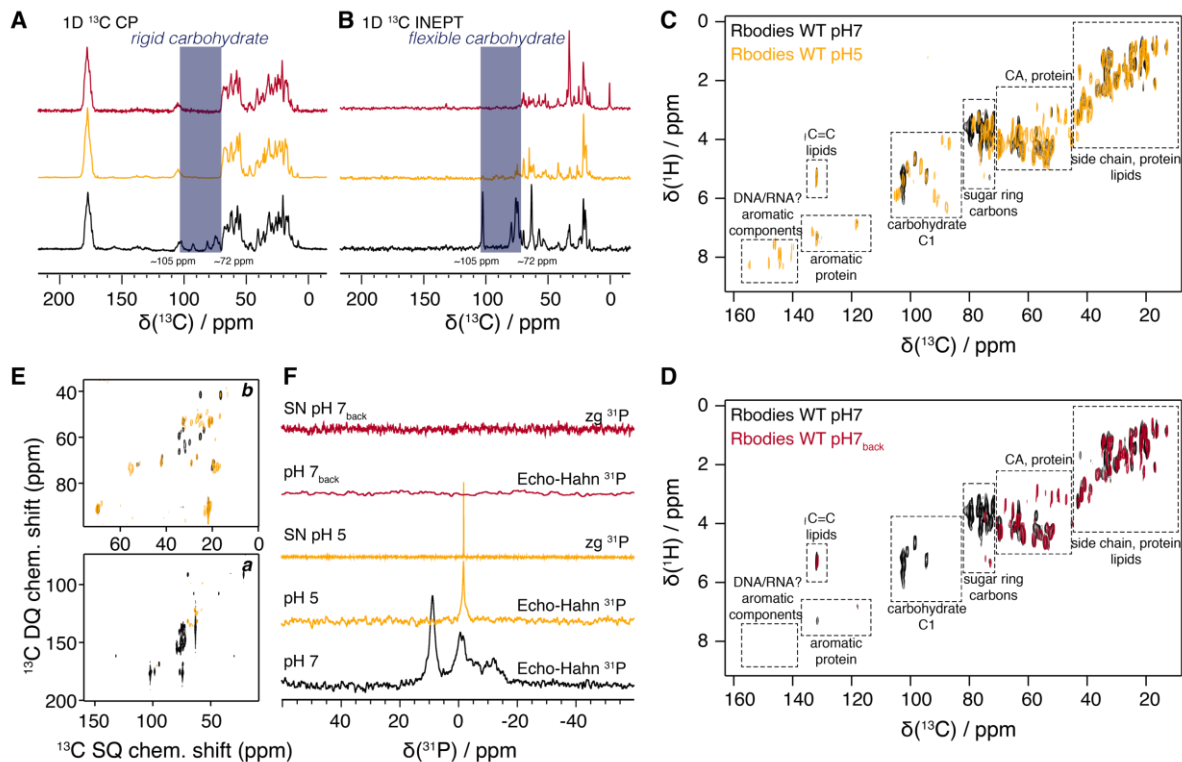 A
1D ¹³C CP
rigid carbohydrate
~105 ppm
~72 ppm
200
150
100
50
0
δ(¹³C) / ppm
B
1D ¹³C INEPT
flexible carbohydrate
~105 ppm
~72 ppm
200
150
100
50
0
δ(¹³C) / ppm
C
Rbodies WT pH7
Rbodies WT pH5
CA, protein
C=C
lipids
DNA/RNA?
aromatic
components
aromatic
protein
carbohydrate
C1
sugar ring
carbons
side chain, protein
lipids
0
2
4
6
8
δ(¹H) / ppm
160
140
120
100
80
60
40
20
δ(¹³C) / ppm
E
b
40
60
80
60
40
20
0
a
100
150
200
150
100
50
¹³C DQ chem. shift (ppm)
¹³C SQ chem. shift (ppm)
F
SN pH 7back
zg ³¹P
pH 7back
Echo-Hahn ³¹P
SN pH 5
zg ³¹P
pH 5
Echo-Hahn ³¹P
pH 7
Echo-Hahn ³¹P
60
40
20
0
-20
-40
δ(³¹P) / ppm
D
Rbodies WT pH7
Rbodies WT pH7back
CA, protein
C=C
lipids
DNA/RNA?
aromatic
components
aromatic
protein
carbohydrate
C1
sugar ring
carbons
side chain, protein
lipids
0
2
4
6
8
δ(¹H) / ppm
160
140
120
100
80
60
40
20
δ(¹³C) / ppm